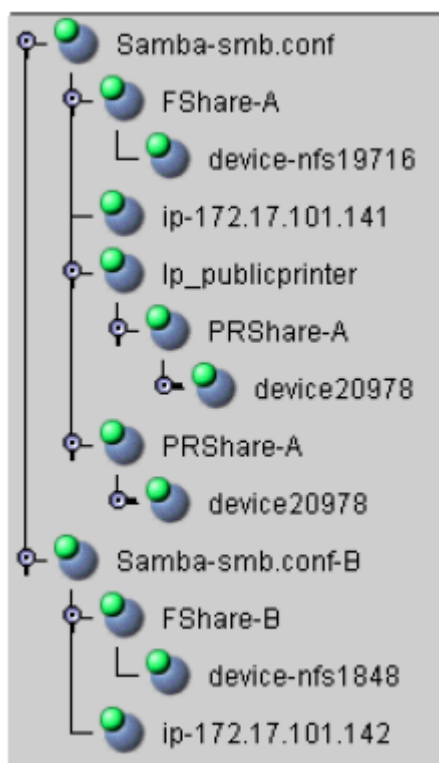 Samba-smb.conf
FShare-A
device-nfs19716
ip-172.17.101.141
lp_publicprinter
PRShare-A
device20978
PRShare-A
device20978
Samba-smb.conf-B
FShare-B
device-nfs1848
ip-172.17.101.142